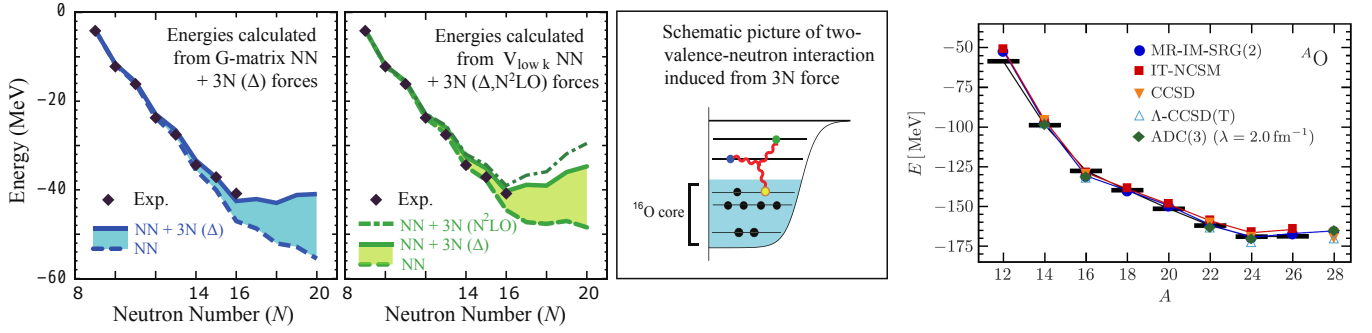 Energies calculated
from G-matrix NN
+ 3N (Δ) forces
Energy (MeV)
0
−20
−40
−60
Exp.
NN + 3N (Δ)
NN
8
14
16
20
Neutron Number (N)
Energies calculated
from V low k NN
+ 3N (Δ,N²LO) forces
Exp.
NN + 3N (N²LO)
NN + 3N (Δ)
NN
8
14
16
20
Neutron Number (N)
Schematic picture of two-
valence-neutron interaction
induced from 3N force
¹⁶O core
ᴬO
MR-IM-SRG(2)
IT-NCSM
CCSD
Λ-CCSD(T)
ADC(3) (λ = 2.0 fm⁻¹)
E [MeV]
−50
−75
−100
−125
−150
−175
12
14
16
18
20
22
24
26
28
A